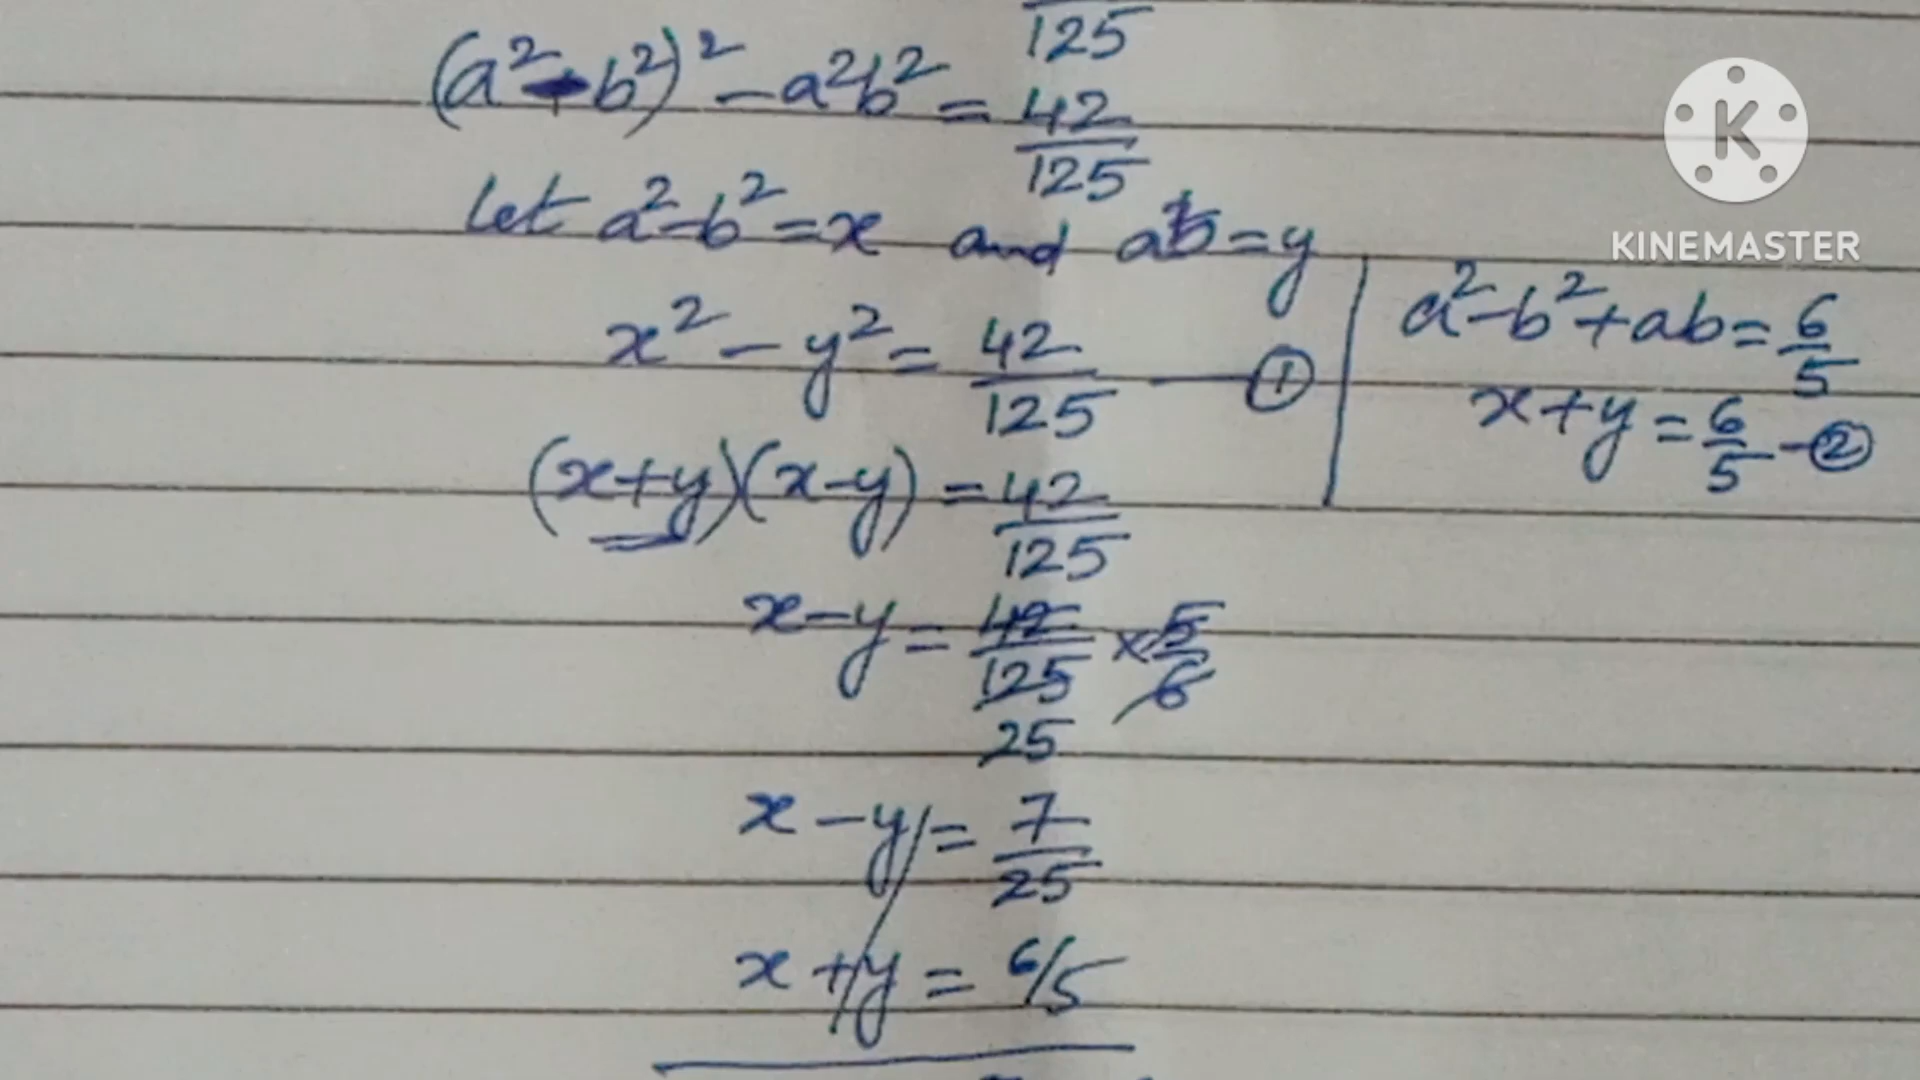 125
(a²-b²)² - a²b² = 42/125
Let a²-b² = x and ab = y
x² - y² = 42/125 — ①
(x+y)(x-y) = 42/125
x-y = 42/125 × 5/6
25
x - y = 7/25
x + y = 6/5
a²-b²+ab = 6/5
x+y = 6/5 - ②
K
KINEMASTER